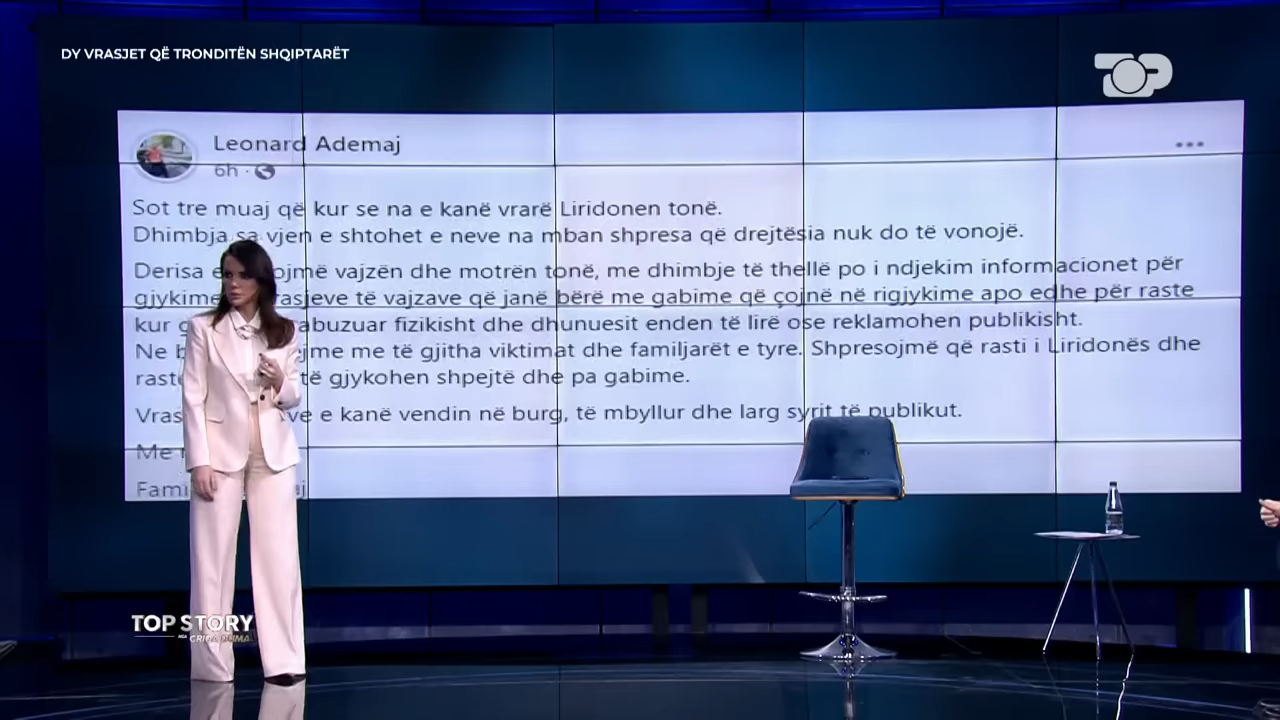 DY VRASJET QË TRONDITËN SHQIPTARËT
TOP
Leonard Ademaj
6h
Sot tre muaj që kur se na e kanë vrarë Liridonen tonë.
Dhimbja sa vjen e shtohet e neve na mban shpresa që drejtësia nuk do të vonojë.
Derisa vajzën dhe motrën tonë, me dhimbje të thellë po i ndjekim informacionet për
të vajzave që janë bërë me gabime që çojnë në rigjykime apo edhe për raste
kur abuzuar fizikisht dhe dhunuesit enden të lirë ose reklamohen publikisht.
Ne me të gjitha viktimat dhe familjarët e tyre. Shpresojmë që rasti i Liridonës dhe
të gjykohen shpejtë dhe pa gabime.
e kanë vendin në burg, të mbyllur dhe larg syrit të publikut.
Me
TOP STORY